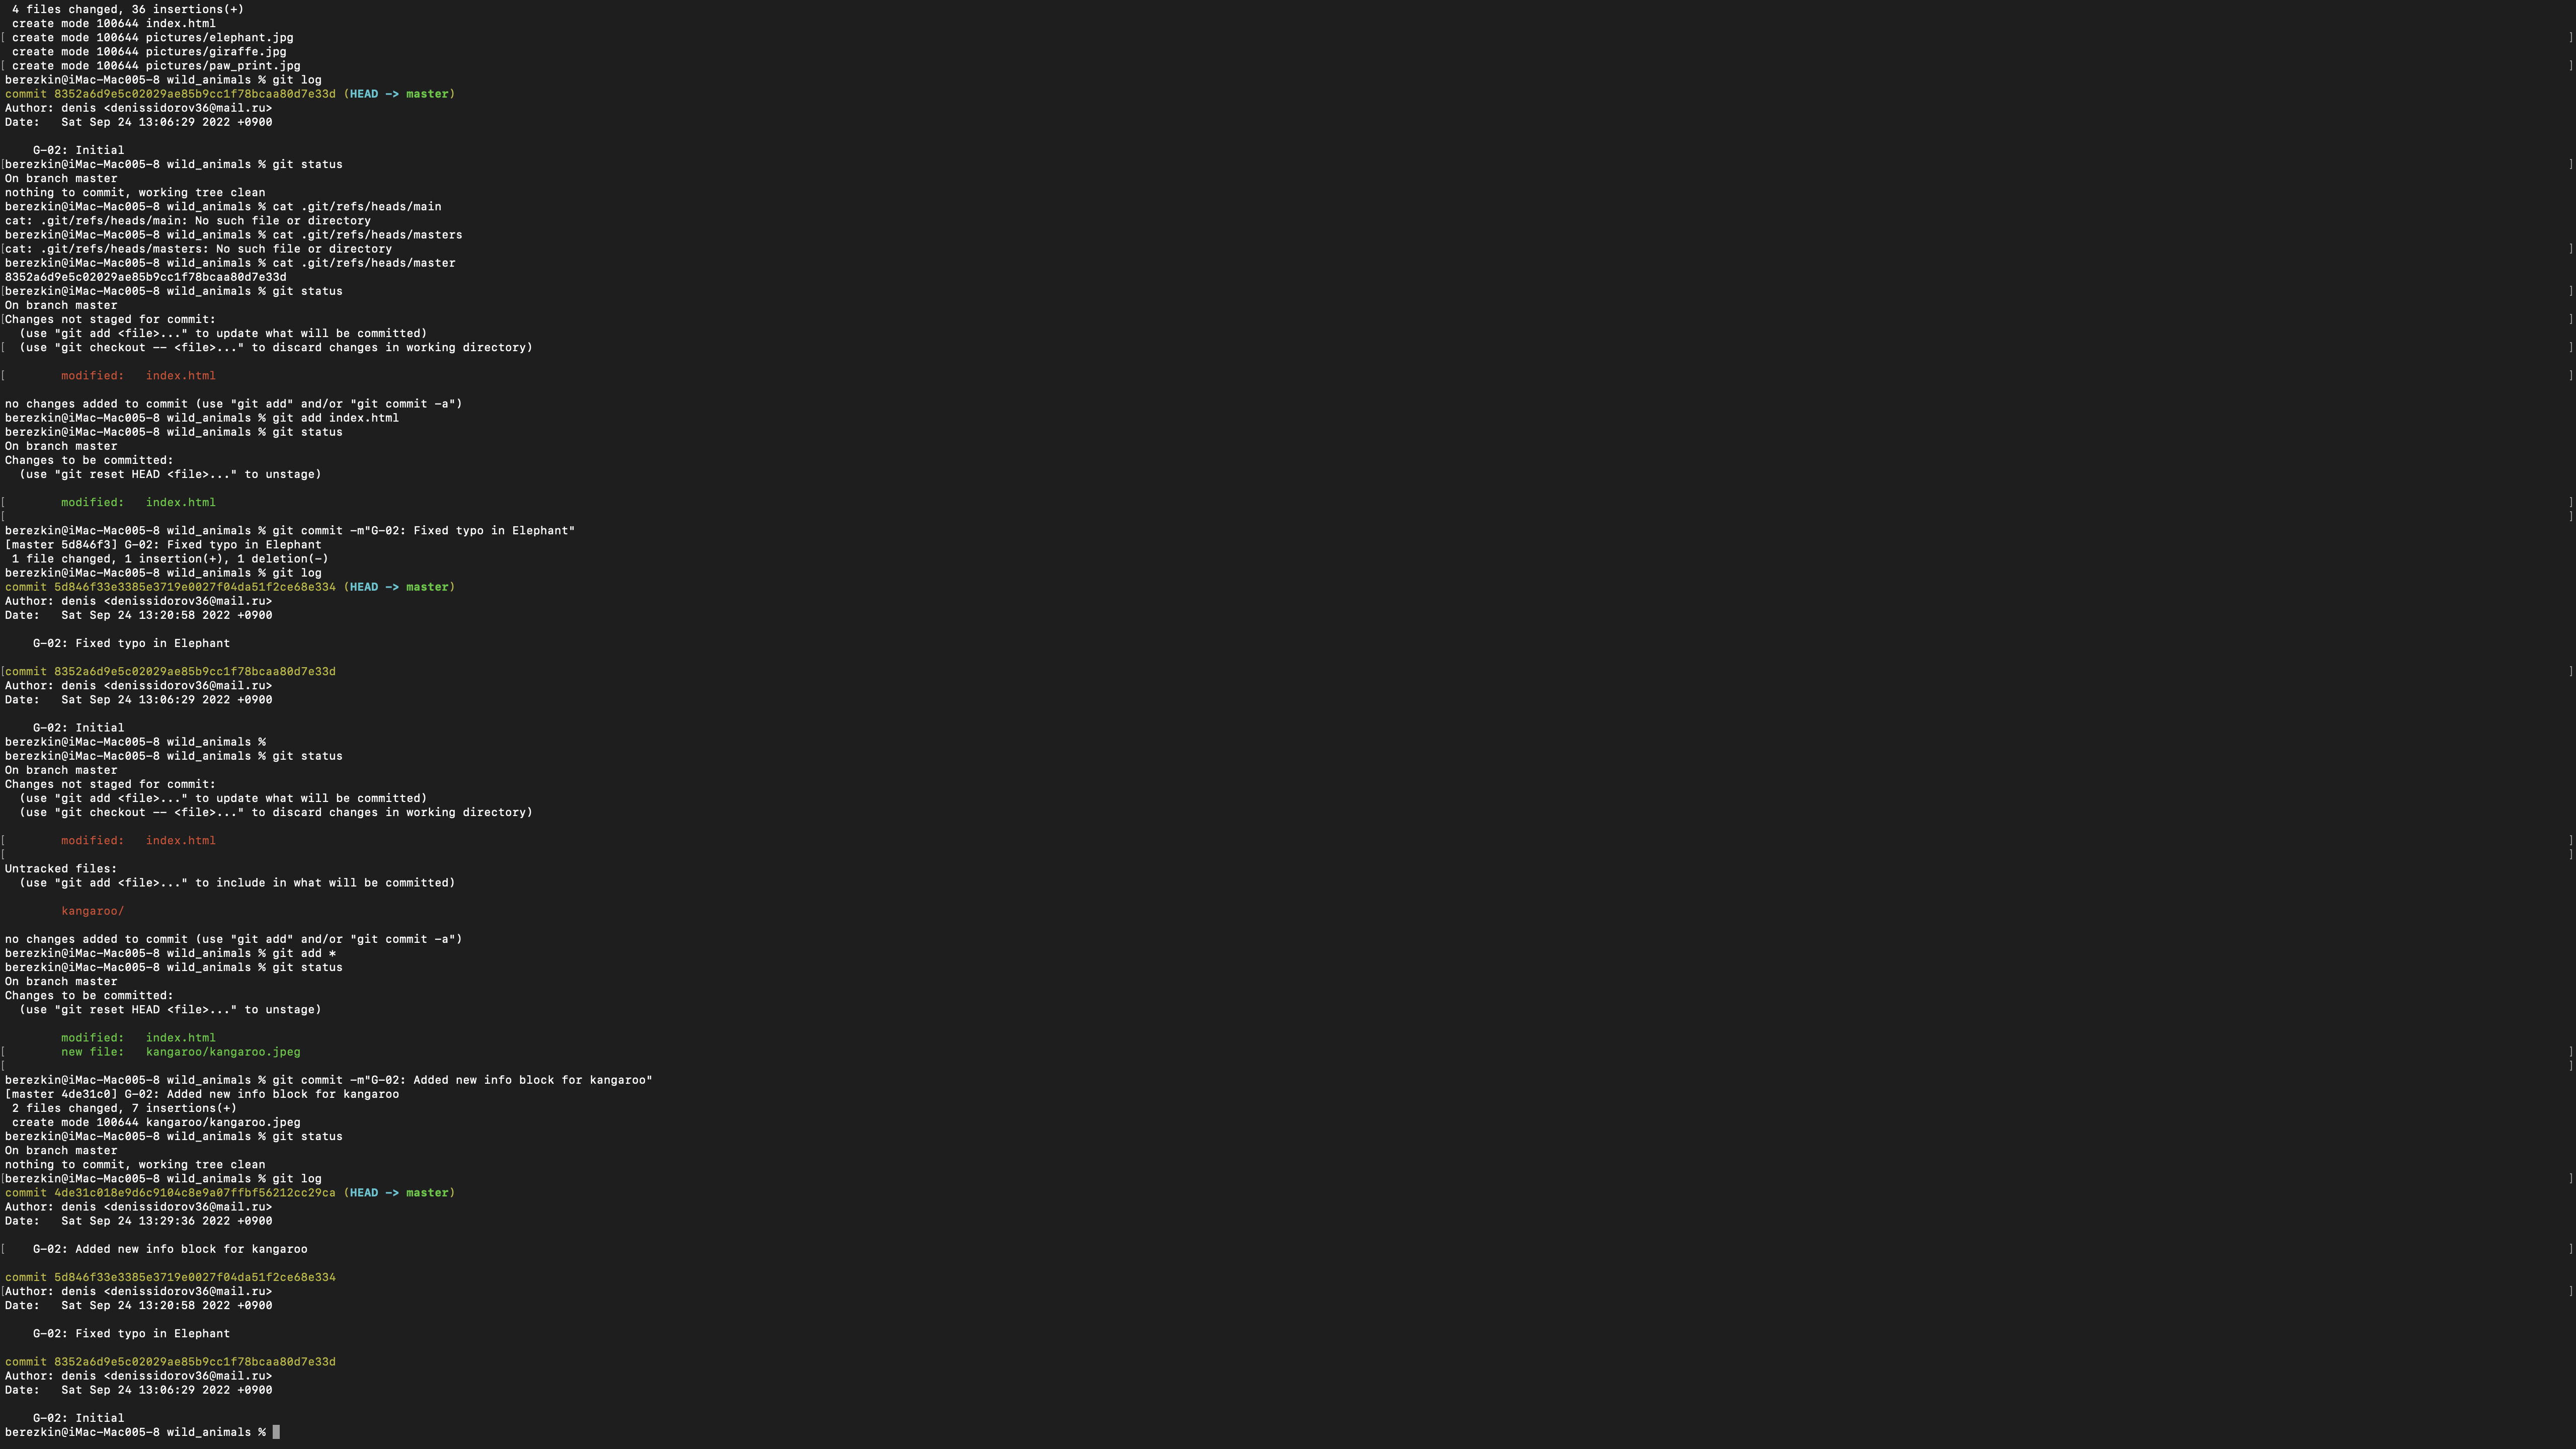 4 files changed, 36 insertions(+)
create mode 100644 index.html
create mode 100644 pictures/elephant.jpg
create mode 100644 pictures/giraffe.jpg
create mode 100644 pictures/paw_print.jpg
berezkin@iMac-Mac005-8 wild_animals % git log
commit 8352a6d9e5c02029ae85b9cc1f78bcaa80d7e33d (HEAD -> master)
Author: denis <denissidorov36@mail.ru>
Date:   Sat Sep 24 13:06:29 2022 +0900
G-02: Initial
berezkin@iMac-Mac005-8 wild_animals % git status
On branch master
nothing to commit, working tree clean
berezkin@iMac-Mac005-8 wild_animals % cat .git/refs/heads/main
cat: .git/refs/heads/main: No such file or directory
berezkin@iMac-Mac005-8 wild_animals % cat .git/refs/heads/masters
cat: .git/refs/heads/masters: No such file or directory
berezkin@iMac-Mac005-8 wild_animals % cat .git/refs/heads/master
8352a6d9e5c02029ae85b9cc1f78bcaa80d7e33d
berezkin@iMac-Mac005-8 wild_animals % git status
On branch master
Changes not staged for commit:
(use "git add <file>..." to update what will be committed)
(use "git checkout -- <file>..." to discard changes in working directory)
modified:   index.html
no changes added to commit (use "git add" and/or "git commit -a")
berezkin@iMac-Mac005-8 wild_animals % git add index.html
berezkin@iMac-Mac005-8 wild_animals % git status
On branch master
Changes to be committed:
(use "git reset HEAD <file>..." to unstage)
modified:   index.html
berezkin@iMac-Mac005-8 wild_animals % git commit -m"G-02: Fixed typo in Elephant"
[master 5d846f3] G-02: Fixed typo in Elephant
1 file changed, 1 insertion(+), 1 deletion(-)
berezkin@iMac-Mac005-8 wild_animals % git log
commit 5d846f33e3385e3719e0027f04da51f2ce68e334 (HEAD -> master)
Author: denis <denissidorov36@mail.ru>
Date:   Sat Sep 24 13:20:58 2022 +0900
G-02: Fixed typo in Elephant
commit 8352a6d9e5c02029ae85b9cc1f78bcaa80d7e33d
Author: denis <denissidorov36@mail.ru>
Date:   Sat Sep 24 13:06:29 2022 +0900
G-02: Initial
berezkin@iMac-Mac005-8 wild_animals %
berezkin@iMac-Mac005-8 wild_animals % git status
On branch master
Changes not staged for commit:
(use "git add <file>..." to update what will be committed)
(use "git checkout -- <file>..." to discard changes in working directory)
modified:   index.html
Untracked files:
(use "git add <file>..." to include in what will be committed)
kangaroo/
no changes added to commit (use "git add" and/or "git commit -a")
berezkin@iMac-Mac005-8 wild_animals % git add *
berezkin@iMac-Mac005-8 wild_animals % git status
On branch master
Changes to be committed:
(use "git reset HEAD <file>..." to unstage)
modified:   index.html
new file:   kangaroo/kangaroo.jpeg
berezkin@iMac-Mac005-8 wild_animals % git commit -m"G-02: Added new info block for kangaroo"
[master 4de31c0] G-02: Added new info block for kangaroo
2 files changed, 7 insertions(+)
create mode 100644 kangaroo/kangaroo.jpeg
berezkin@iMac-Mac005-8 wild_animals % git status
On branch master
nothing to commit, working tree clean
berezkin@iMac-Mac005-8 wild_animals % git log
commit 4de31c018e9d6c9104c8e9a07ffbf56212cc29ca (HEAD -> master)
Author: denis <denissidorov36@mail.ru>
Date:   Sat Sep 24 13:29:36 2022 +0900
G-02: Added new info block for kangaroo
commit 5d846f33e3385e3719e0027f04da51f2ce68e334
Author: denis <denissidorov36@mail.ru>
Date:   Sat Sep 24 13:20:58 2022 +0900
G-02: Fixed typo in Elephant
commit 8352a6d9e5c02029ae85b9cc1f78bcaa80d7e33d
Author: denis <denissidorov36@mail.ru>
Date:   Sat Sep 24 13:06:29 2022 +0900
G-02: Initial
berezkin@iMac-Mac005-8 wild_animals %